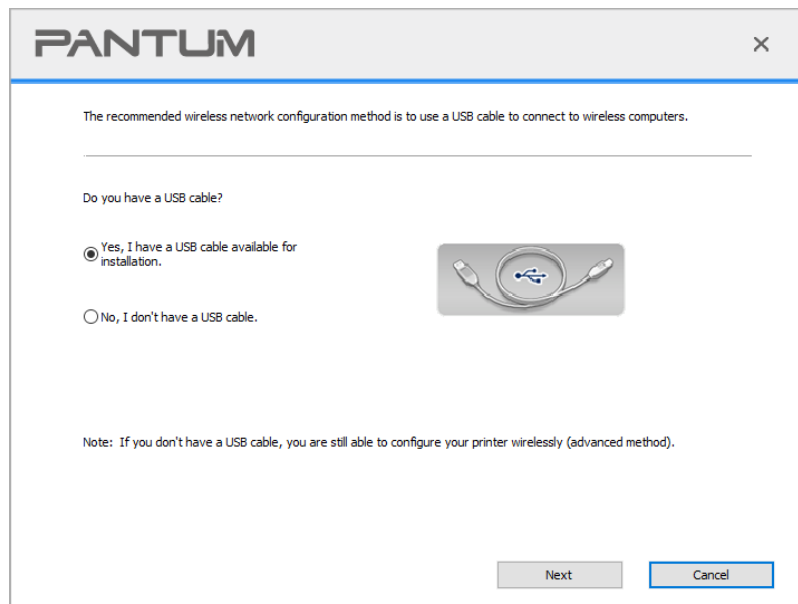 PANTUM
The recommended wireless network configuration method is to use a USB cable to connect to wireless computers.
Do you have a USB cable?
Yes, I have a USB cable available for
installation.
No, I don't have a USB cable.
Note: If you don't have a USB cable, you are still able to configure your printer wirelessly (advanced method).
Next Cancel